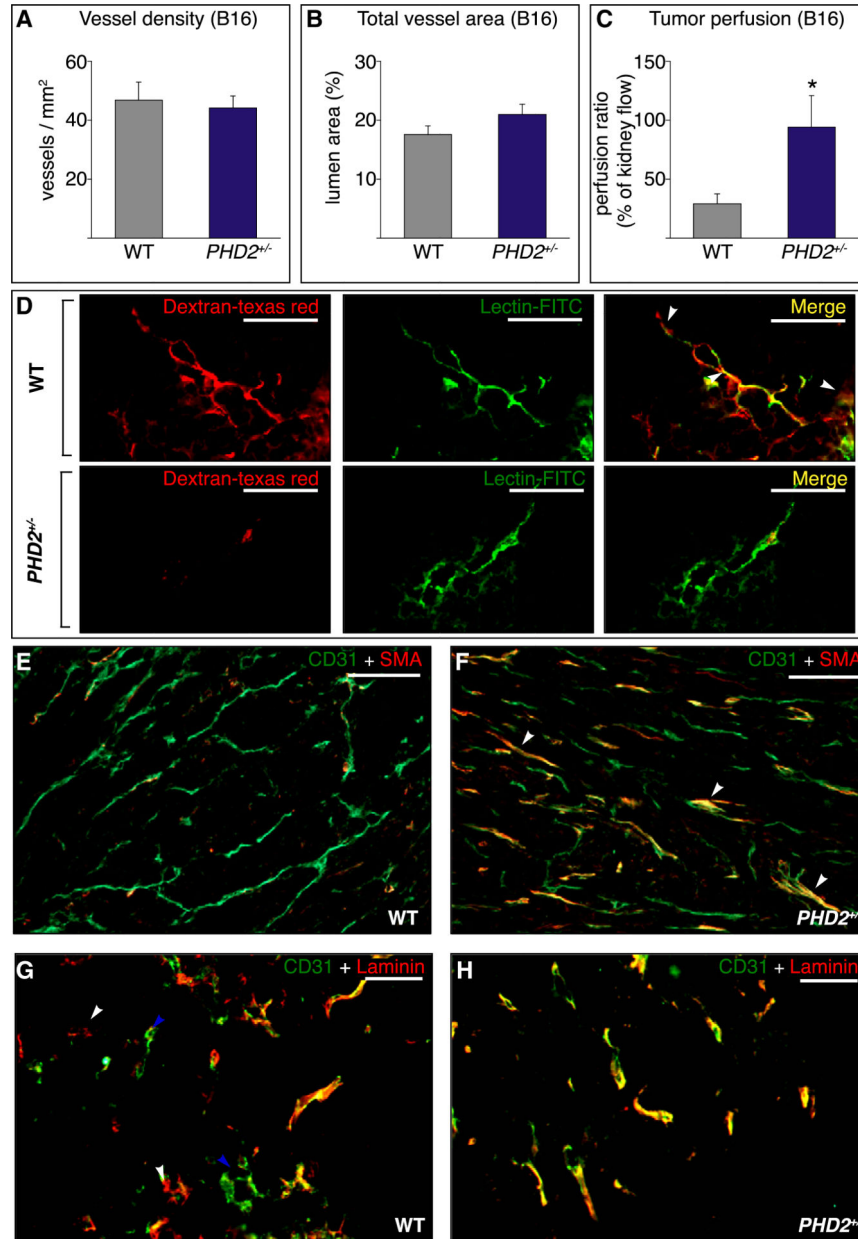 A Vessel density (B16)
vessels / mm²
60
40
20
WT PHD2+/-
B Total vessel area (B16)
lumen area (%)
30
20
10
WT PHD2+/-
C Tumor perfusion (B16)
perfusion ratio
(% of kidney flow)
150
100
50
*
WT PHD2+/-
D
WT
Dextran-texas red
Lectin-FITC
Merge
PHD2+/-
Dextran-texas red
Lectin-FITC
Merge
E CD31 + SMA
WT
F CD31 + SMA
PHD2+/
G CD31 + Laminin
WT
H CD31 + Laminin
PHD2+/